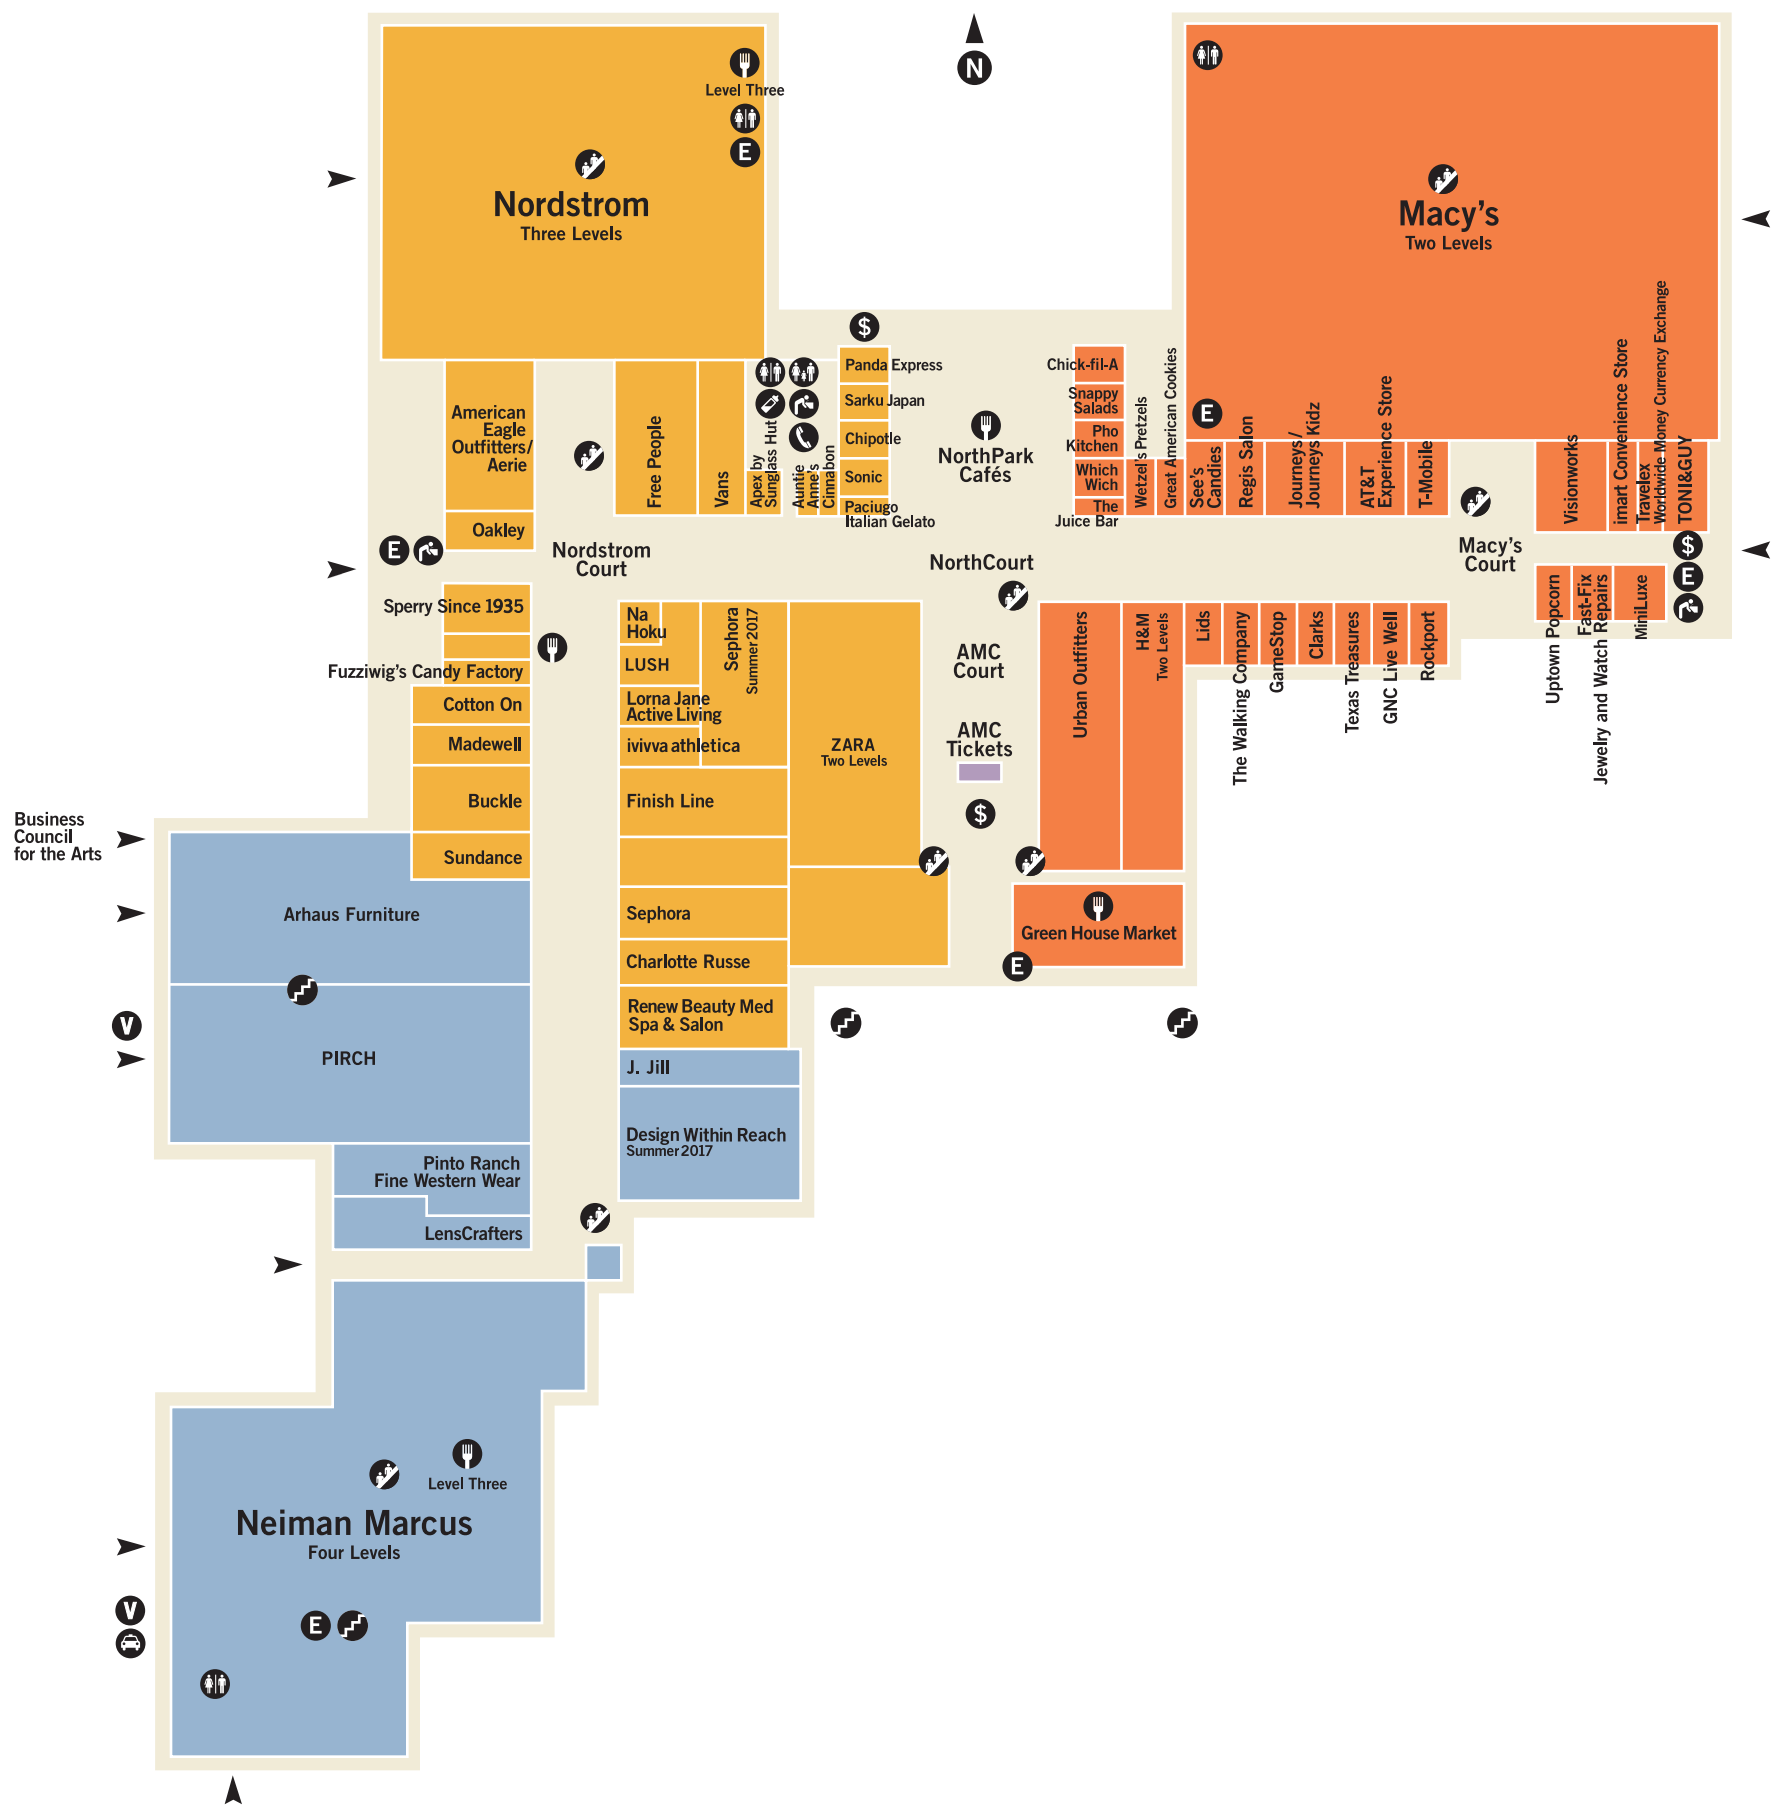 N
Level Three
E
Nordstrom
Three Levels
Macy's
Two Levels
$
American
Eagle
Outfitters/
Aerie
Oakley
Free People
Vans
Apex by
Sunglass Hut
Auntie
Anne's
Cinnabon
Panda Express
Sarku Japan
Chipotle
Sonic
Paciugo
Italian Gelato
NorthPark
Cafés
Chick-fil-A
Snappy
Salads
Pho
Kitchen
Which
Wich
The
Juice Bar
Wetzel's Pretzels
Great American Cookies
E
See's
Candies
Regis Salon
Journeys/
Journeys Kidz
AT&T
Experience Store
T-Mobile
Visionworks
imart Convenience Store
Travelex
Worldwide Money Currency Exchange
TONI&GUY
E
Nordstrom
Court
NorthCourt
Macy's
Court
$
E
Uptown Popcorn
Fast-Fix
Jewelry and Watch Repairs
MiniLuxe
Sperry Since 1935
Fuzziwig's Candy Factory
Cotton On
Madewell
Buckle
Sundance
Na
Hoku
LUSH
Lorna Jane
Active Living
ivivva athletica
Sephora
Summer 2017
ZARA
Two Levels
Finish Line
Sephora
Charlotte Russe
Renew Beauty Med
Spa & Salon
AMC
Court
AMC
Tickets
$
Urban Outfitters
H&M
Two Levels
Lids
The Walking Company
GameStop
Clarks
Texas Treasures
GNC Live Well
Rockport
Green House Market
E
Business
Council
for the Arts
Arhaus Furniture
V
PIRCH
J. Jill
Design Within Reach
Summer 2017
Pinto Ranch
Fine Western Wear
LensCrafters
Level Three
Neiman Marcus
Four Levels
V
E